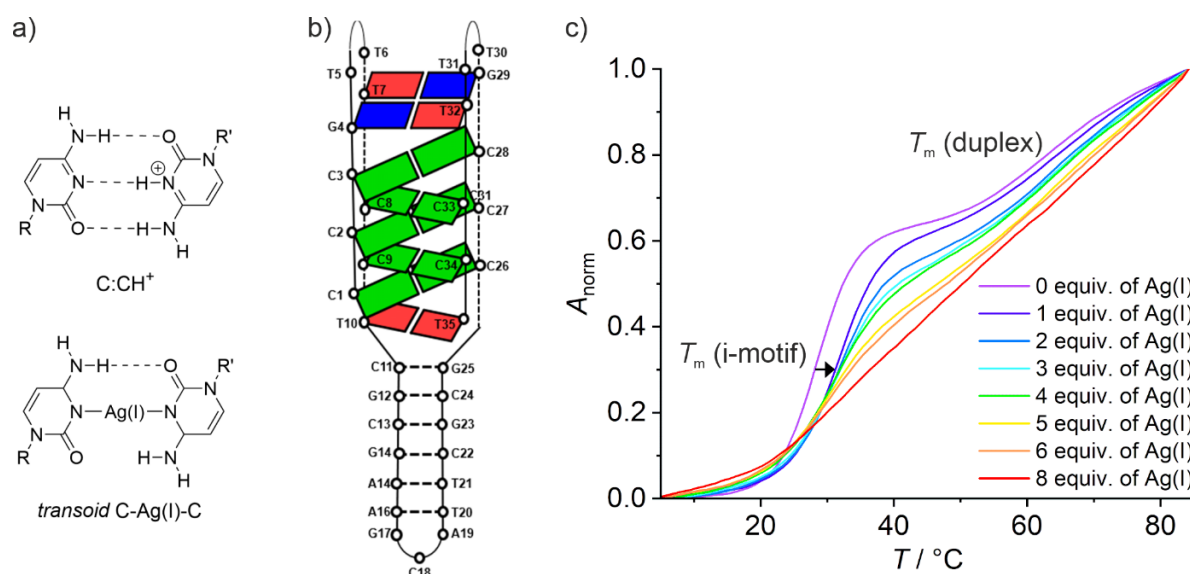 a)
H
N-H
O
R'
N
N
H-N
⊕
N
O
H-N
R
H
C:CH+
H
N-H
O
R'
N
N-Ag(I)-N
N
O
R
H-N
H
transoid C-Ag(I)-C
b)
T6
T30
T5
T31
G29
T7
T32
G4
C28
C3
C31
C8
C33
C27
C2
C9
C34
C26
C1
T10
T35
C11
G25
G12
C24
C13
G23
G14
C22
A14
T21
A16
T20
G17
A19
C18
c)
1.0
0.8
0.6
0.4
0.2
0.0
Anorm
Tm (duplex)
Tm (i-motif)
0 equiv. of Ag(I)
1 equiv. of Ag(I)
2 equiv. of Ag(I)
3 equiv. of Ag(I)
4 equiv. of Ag(I)
5 equiv. of Ag(I)
6 equiv. of Ag(I)
8 equiv. of Ag(I)
20 40 60 80
T / °C